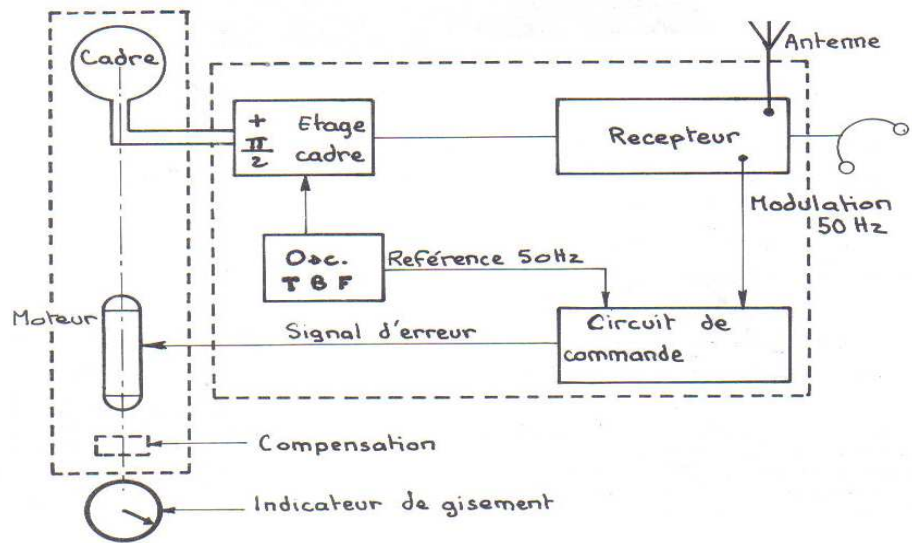 Cadre
Antenne
+ Etage
π/2 cadre
Recepteur
Modulation
50 Hz
Osc.
T B F
Reférence 50Hz
Moteur
Signal d'erreur
Circuit de
commande
Compensation
Indicateur de gisement